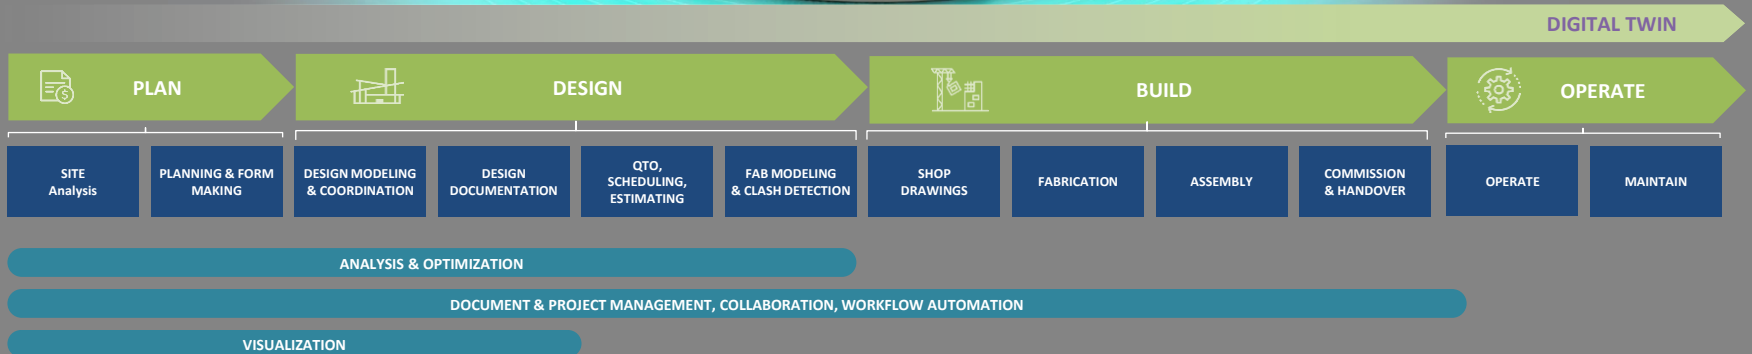 DIGITAL TWIN
PLAN
DESIGN
BUILD
OPERATE
SITE
Analysis
PLANNING & FORM
MAKING
DESIGN MODELING
& COORDINATION
DESIGN
DOCUMENTATION
QTO,
SCHEDULING,
ESTIMATING
FAB MODELING
& CLASH DETECTION
SHOP
DRAWINGS
FABRICATION
ASSEMBLY
COMMISSION
& HANDOVER
OPERATE
MAINTAIN
ANALYSIS & OPTIMIZATION
DOCUMENT & PROJECT MANAGEMENT, COLLABORATION, WORKFLOW AUTOMATION
VISUALIZATION